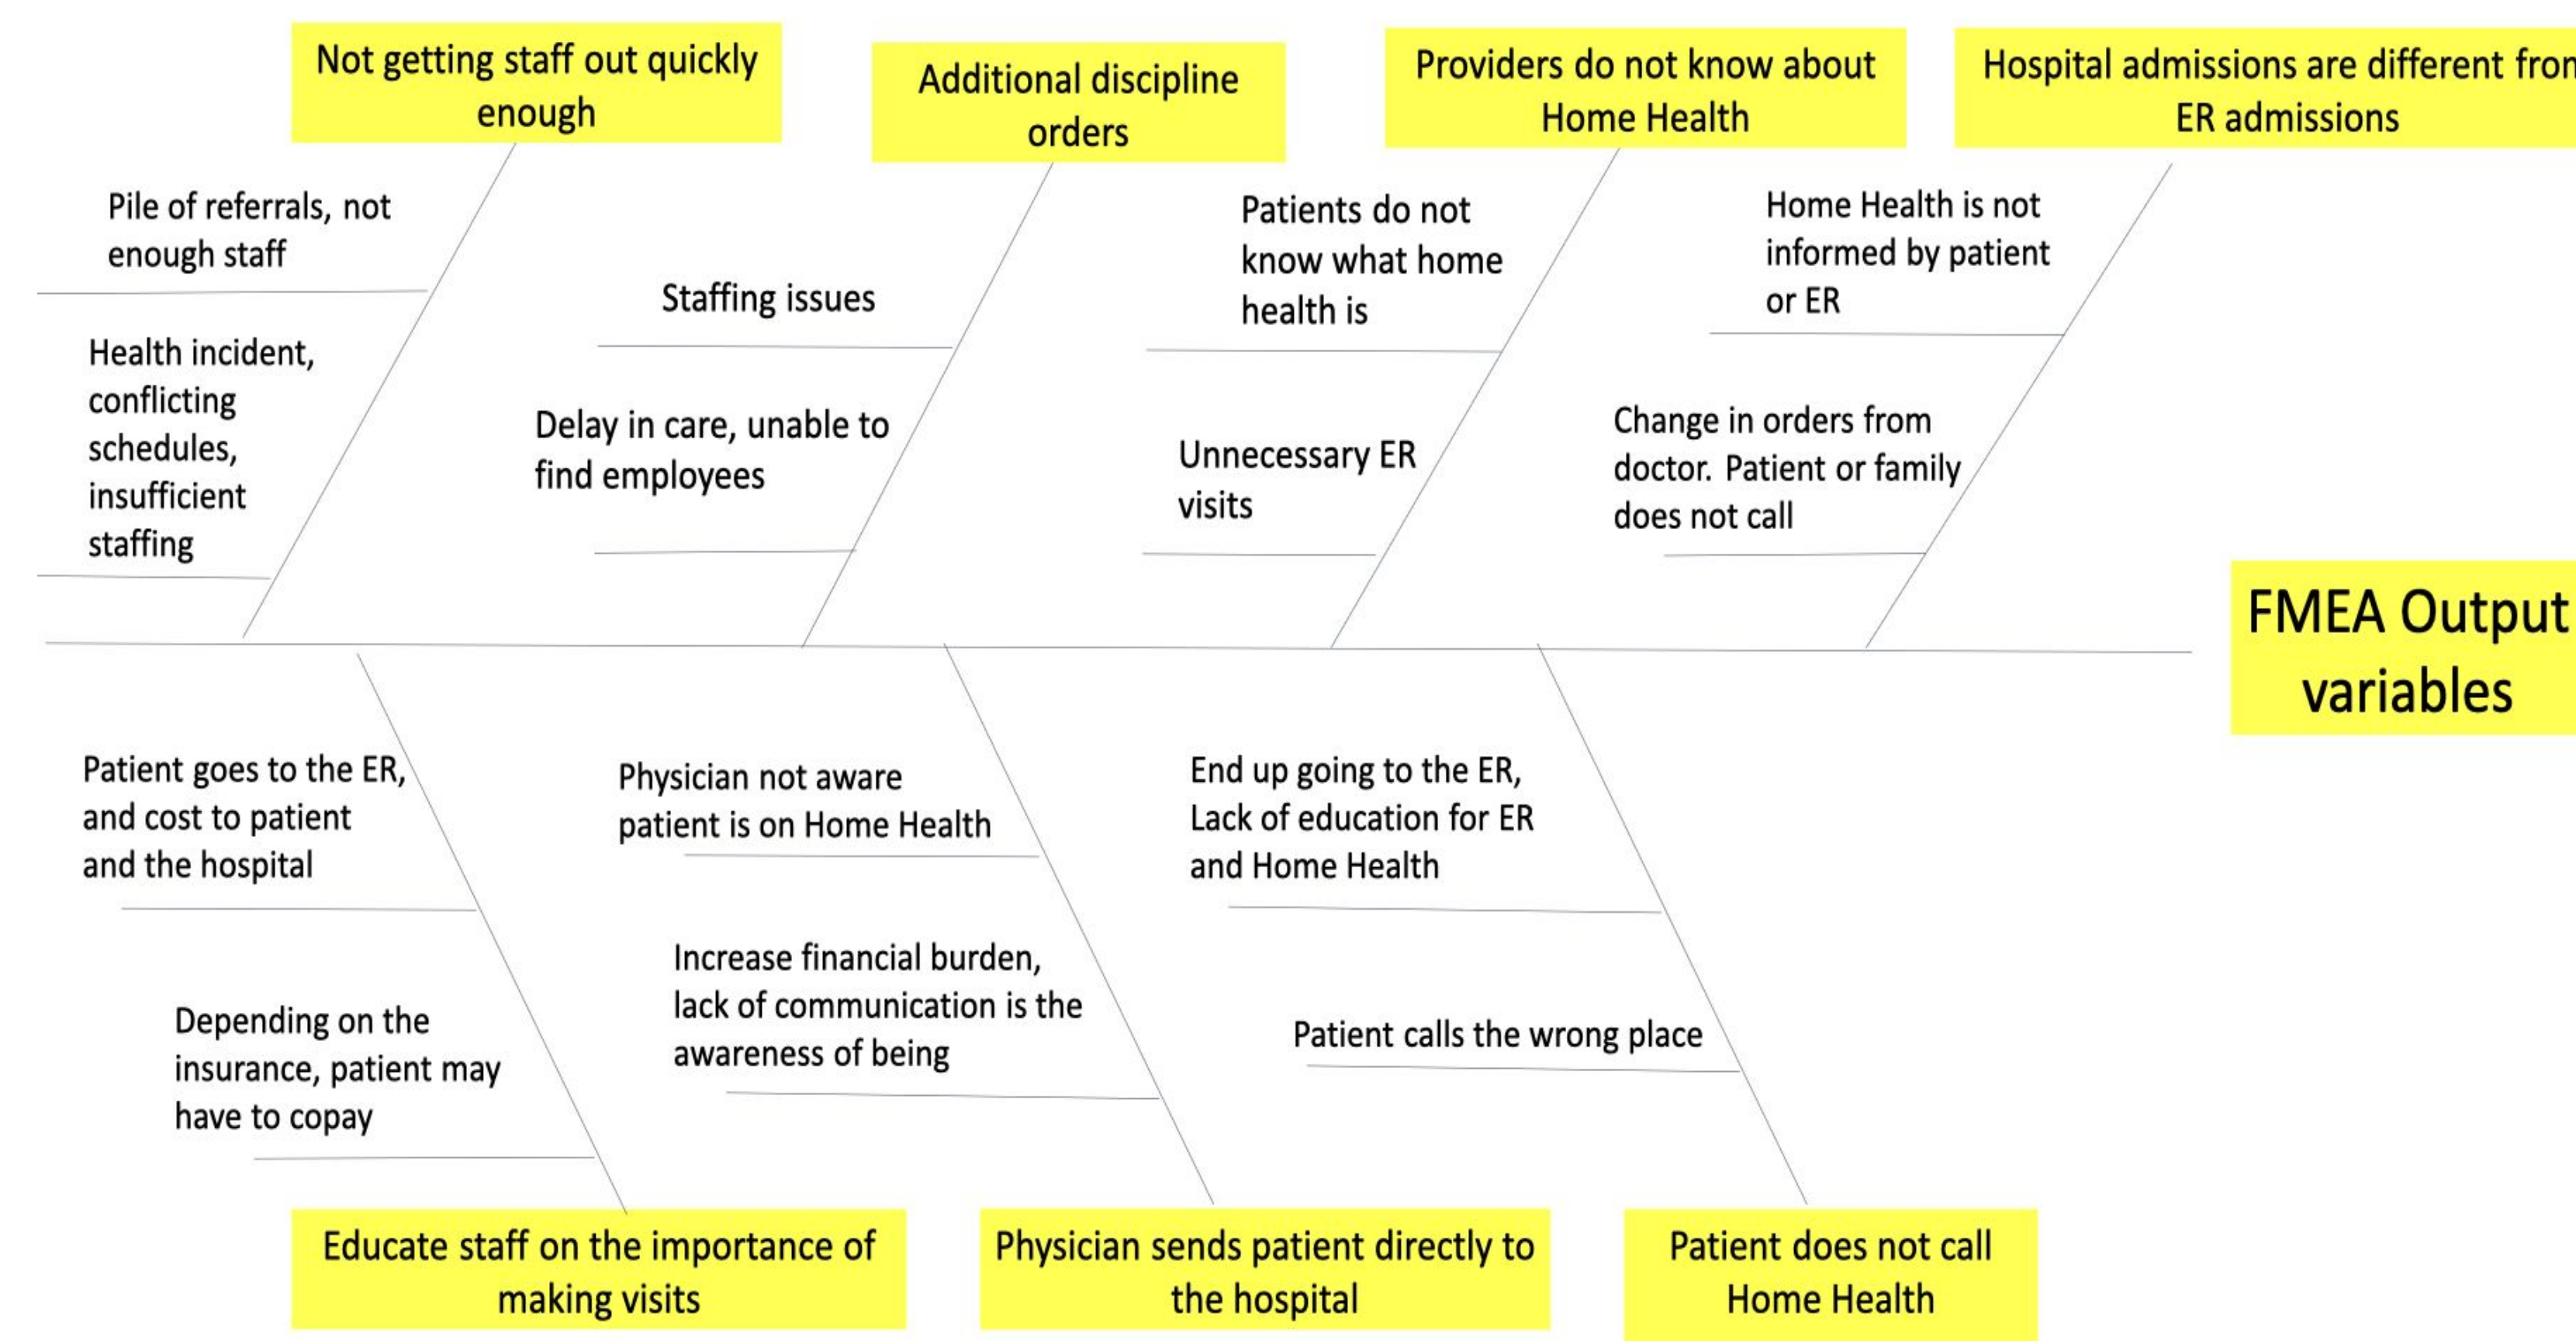 Not getting staff out quickly
enough
Additional discipline
orders
Providers do not know about
Home Health
Hospital admissions are different from
ER admissions
Pile of referrals, not
enough staff
Health incident,
conflicting
schedules,
insufficient
staffing
Staffing issues
Delay in care, unable to
find employees
Patients do not
know what home
health is
Unnecessary ER
visits
Home Health is not
informed by patient
or ER
Change in orders from
doctor. Patient or family
does not call
FMEA Output
variables
Patient goes to the ER,
and cost to patient
and the hospital
Depending on the
insurance, patient may
have to copay
Physician not aware
patient is on Home Health
Increase financial burden,
lack of communication is the
awareness of being
End up going to the ER,
Lack of education for ER
and Home Health
Patient calls the wrong place
Educate staff on the importance of
making visits
Physician sends patient directly to
the hospital
Patient does not call
Home Health